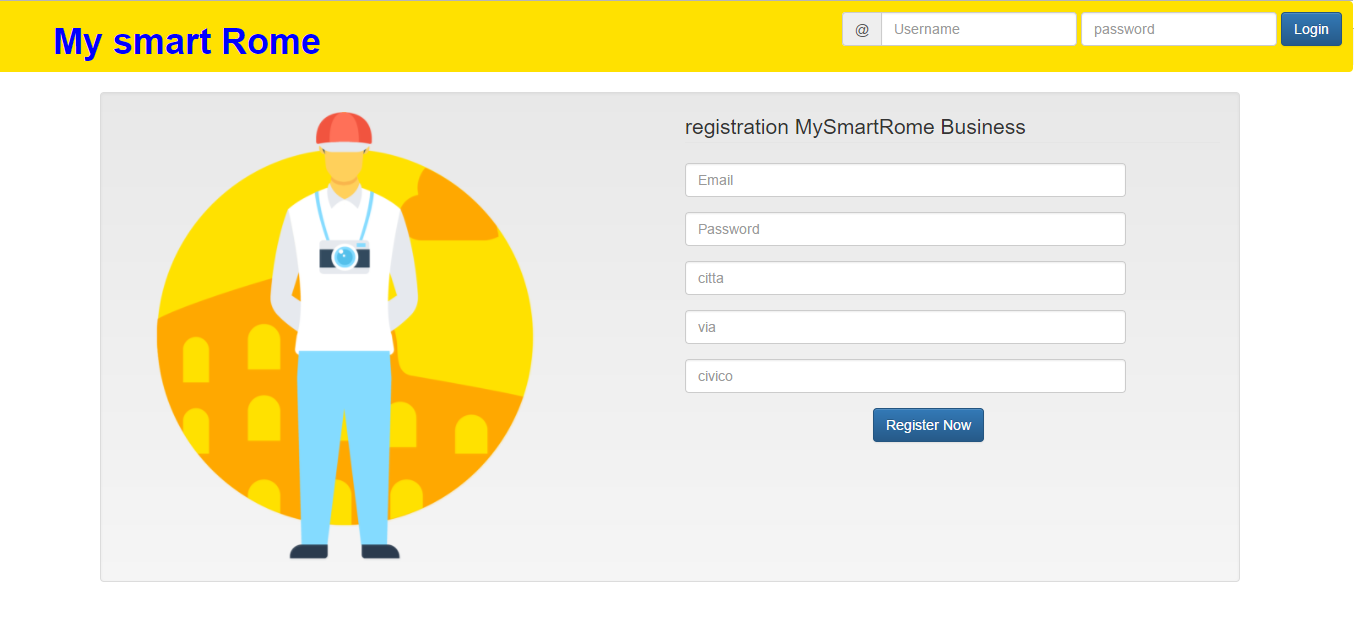 My smart Rome
@ Username password Login
registration MySmartRome Business
Email
Password
citta
via
civico
Register Now